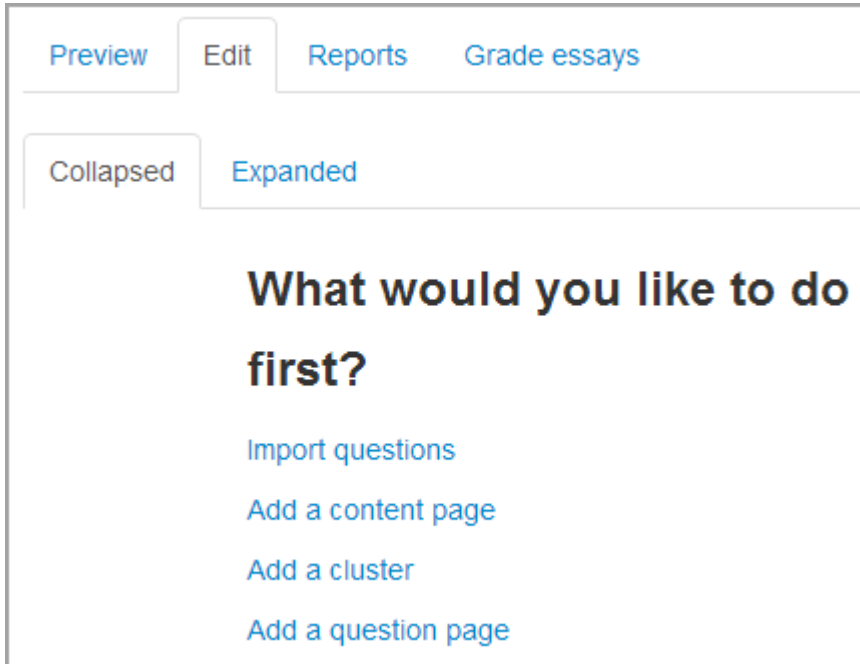 Preview Edit Reports Grade essays
Collapsed Expanded
What would you like to do
first?
Import questions
Add a content page
Add a cluster
Add a question page